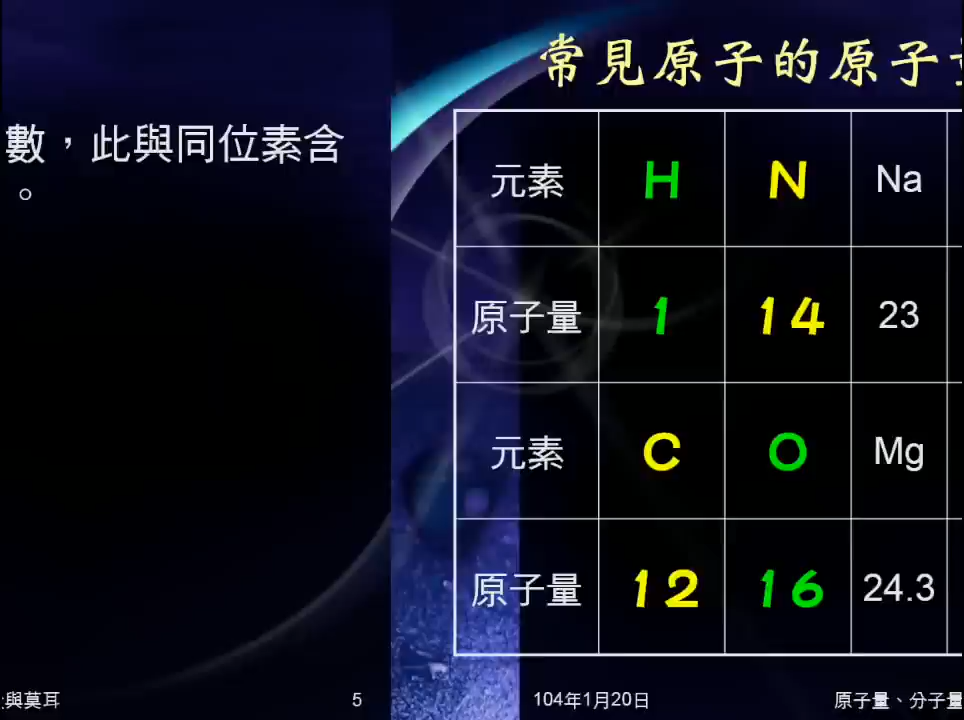 數，此與同位素含
。
與莫耳
5
常見原子的原子
元素 H N Na
原子量 1 14 23
元素 C O Mg
原子量 12 16 24.3
104年1月20日
原子量、分子量